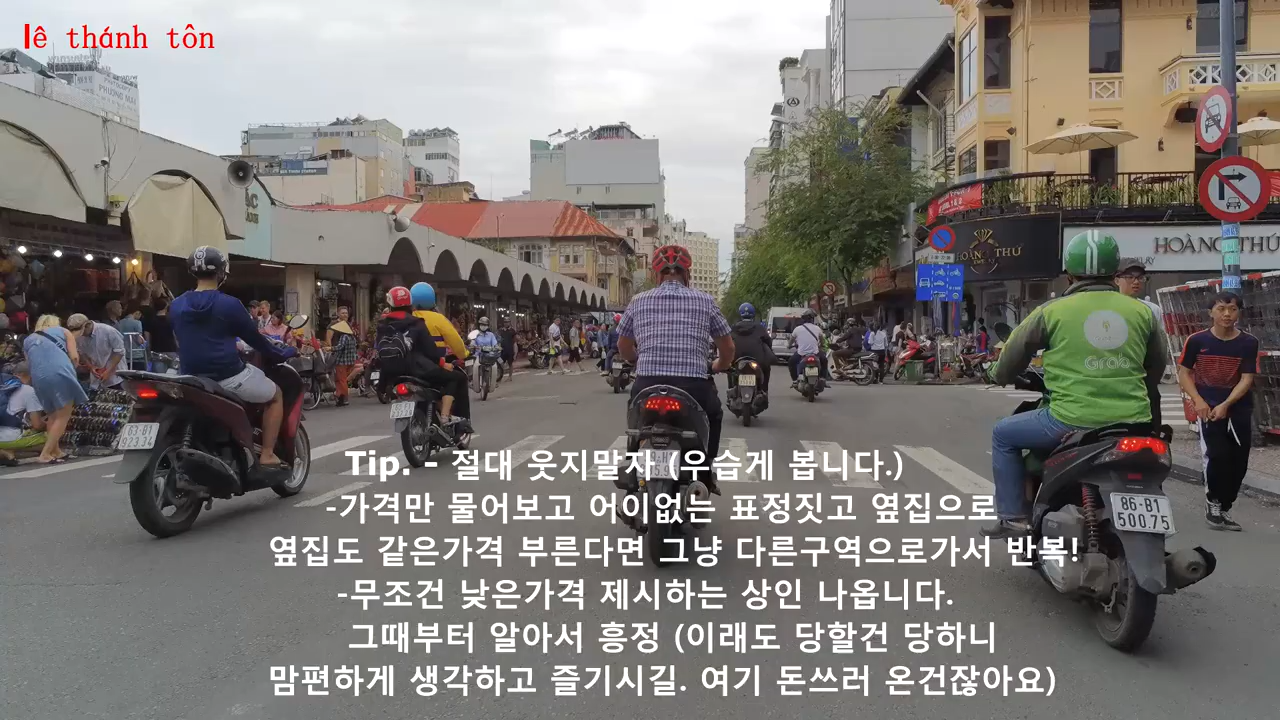 lê thánh tôn
PHƯƠNG MAI
HOÀNG THỨ
HOÀNG THÚ
Grab
63-B1
923.34
86-B1
500.75
Tip. - 절대 웃지말자 (우습게 봅니다.)
-가격만 물어보고 어이없는 표정짓고 옆집으로
옆집도 같은가격 부른다면 그냥 다른구역으로가서 반복!
-무조건 낮은가격 제시하는 상인 나옵니다.
그때부터 알아서 흥정 (이래도 당할건 당하니
맘편하게 생각하고 즐기시길. 여기 돈쓰러 온건잖아요)